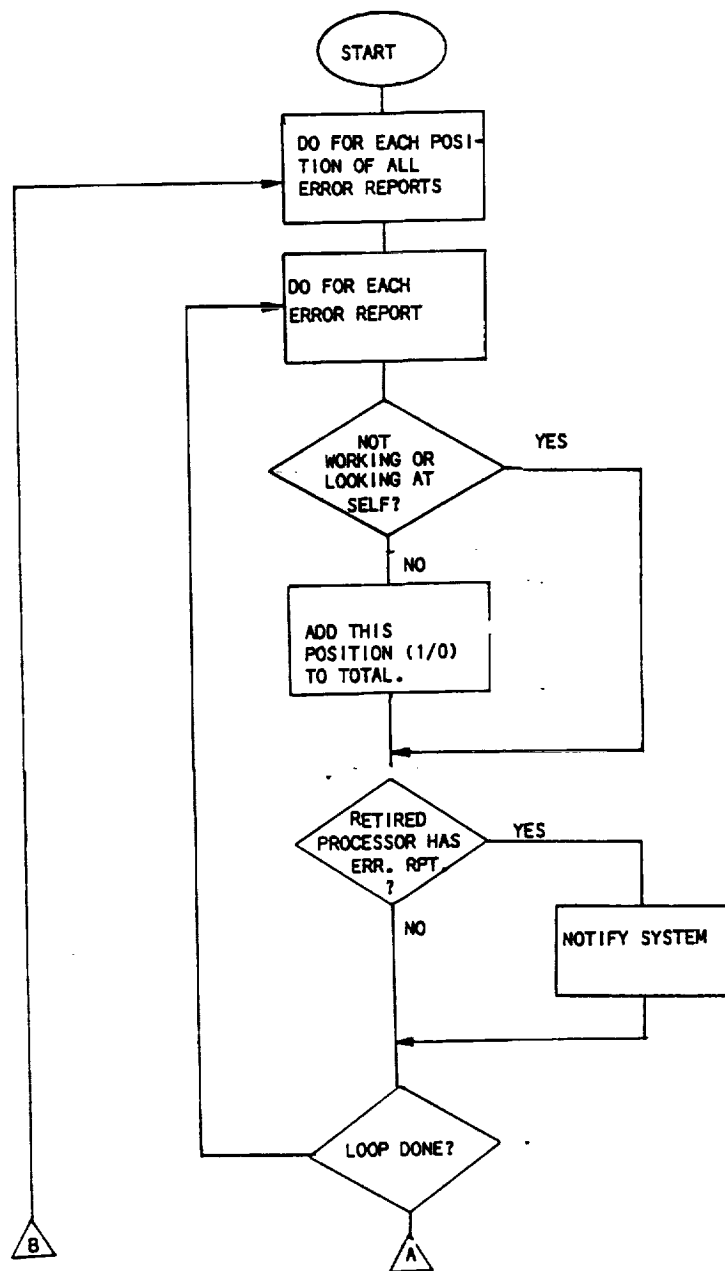 START
DO FOR EACH POSI-
TION OF ALL
ERROR REPORTS
DO FOR EACH
ERROR REPORT
NOT
WORKING OR
LOOKING AT
SELF?
YES
NO
ADD THIS
POSITION (1/0)
TO TOTAL.
RETIRED
PROCESSOR HAS
ERR. RPT.
?
YES
NO
NOTIFY SYSTEM
LOOP DONE?
B
A